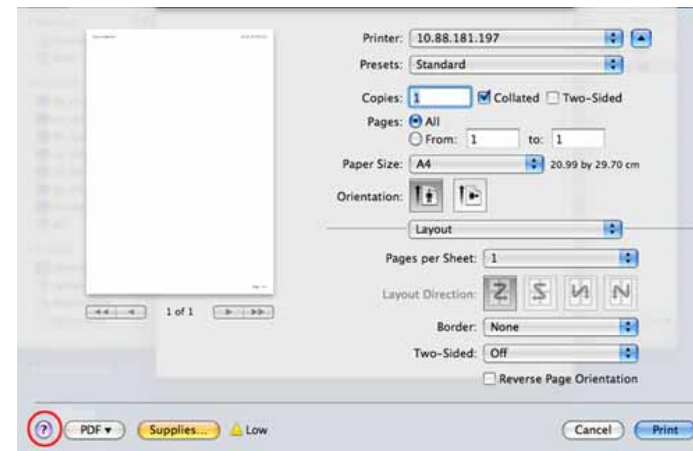 Printer: 10.88.181.197
Presets: Standard
Copies: 1 Collated Two-Sided
Pages: All
From: 1 to: 1
Paper Size: A4 20.99 by 29.70 cm
Orientation:
Layout
Pages per Sheet: 1
Layout Direction:
1 of 1
Border: None
Two-Sided: Off
Reverse Page Orientation
? PDF Supplies... Low Cancel Print